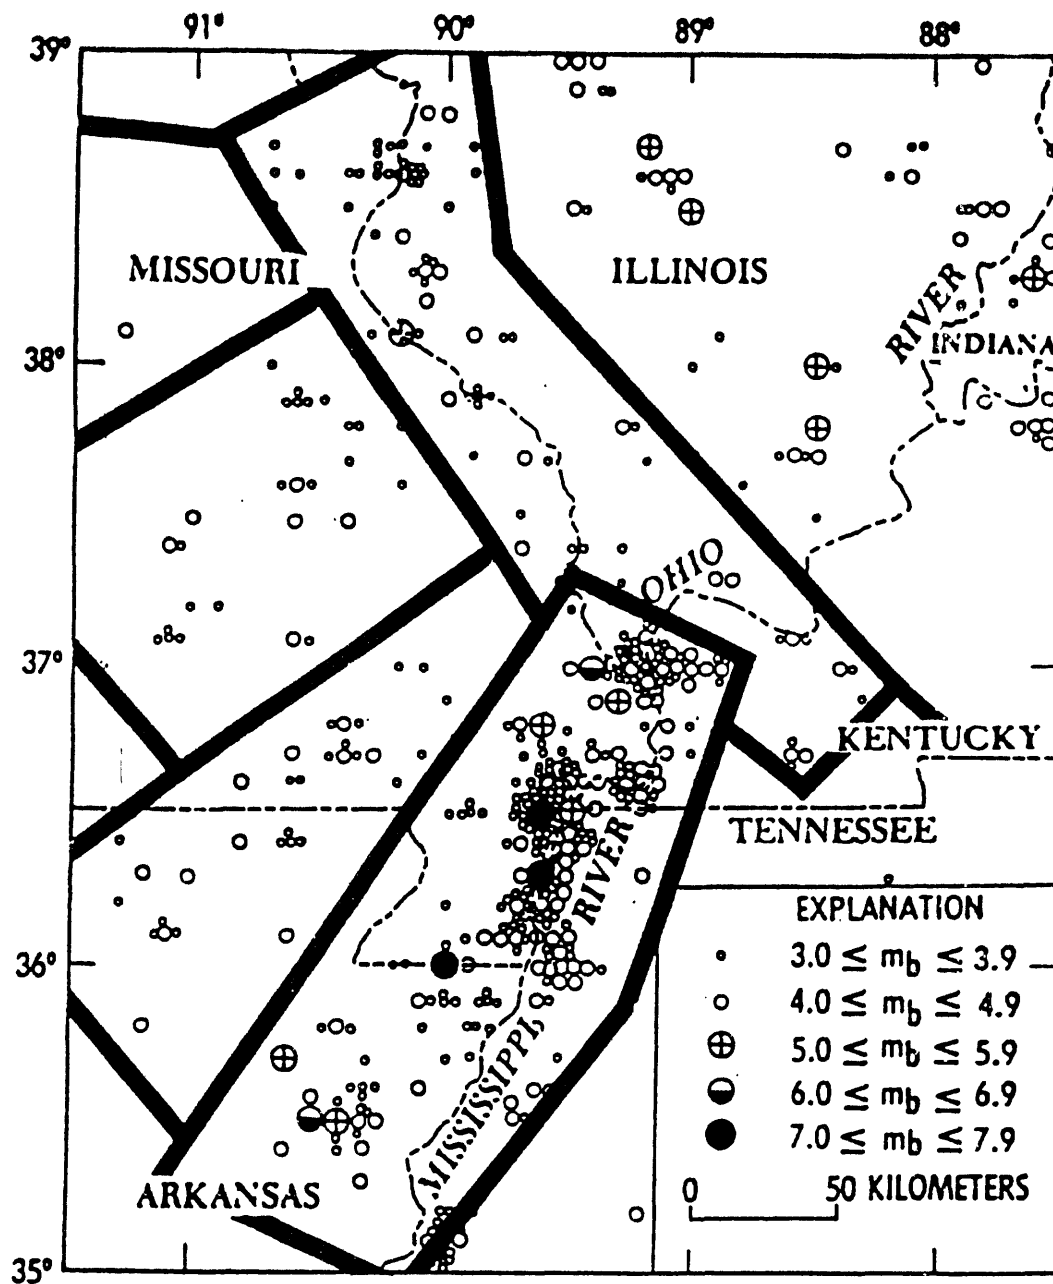 91° 90° 89° 88°
39°
MISSOURI
ILLINOIS
RIVER
INDIANA
38°
OHIO
37°
KENTUCKY
TENNESSEE
RIVER
EXPLANATION
36°
3.0 ≤ mb ≤ 3.9
4.0 ≤ mb ≤ 4.9
5.0 ≤ mb ≤ 5.9
6.0 ≤ mb ≤ 6.9
7.0 ≤ mb ≤ 7.9
MISSISSIPPI
ARKANSAS
0 50 KILOMETERS
35°